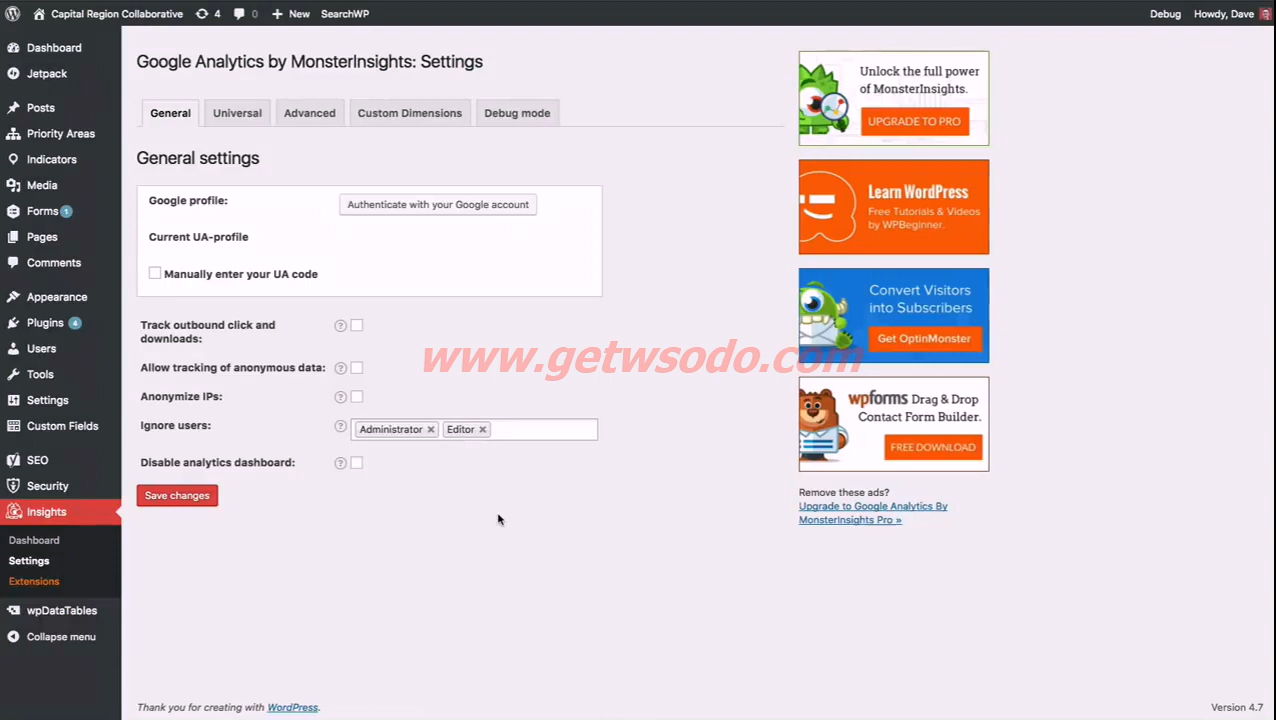 Capital Region Collaborative 4 0 New SearchWP Debug Howdy, Dave
Dashboard
Jetpack
Posts
Priority Areas
Indicators
Media
Forms 1
Pages
Comments
Appearance
Plugins 4
Users
Tools
Settings
Custom Fields
SEO
Security
Insights
Dashboard
Settings
Extensions
wpDataTables
Collapse menu
Google Analytics by MonsterInsights: Settings
General Universal Advanced Custom Dimensions Debug mode
General settings
Google profile: Authenticate with your Google account
Current UA-profile
Manually enter your UA code
Track outbound click and
downloads:
Allow tracking of anonymous data:
Anonymize IPs:
Ignore users: Administrator × Editor ×
Disable analytics dashboard:
Save changes
www.getwsodo.com
Unlock the full power
of MonsterInsights.
UPGRADE TO PRO
Learn WordPress
Free Tutorials & Videos
by WPBeginner.
Convert Visitors
into Subscribers
Get OptinMonster
wpforms Drag & Drop
Contact Form Builder.
FREE DOWNLOAD
Remove these ads?
Upgrade to Google Analytics By
MonsterInsights Pro »
Thank you for creating with WordPress.
Version 4.7